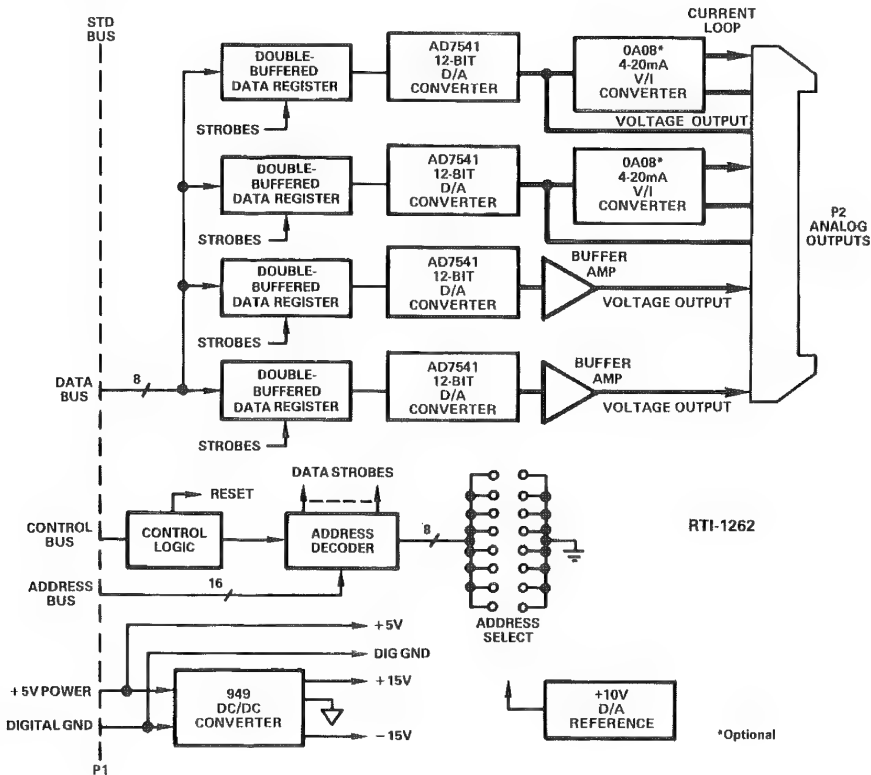 STD
BUS
DOUBLE-
BUFFERED
DATA REGISTER
STROBES
AD7541
12-BIT
D/A
CONVERTER
0A08*
4-20mA
V/I
CONVERTER
CURRENT
LOOP
VOLTAGE OUTPUT
DOUBLE-
BUFFERED
DATA REGISTER
STROBES
AD7541
12-BIT
D/A
CONVERTER
0A08*
4-20mA
V/I
CONVERTER
P2
ANALOG
OUTPUTS
DOUBLE-
BUFFERED
DATA REGISTER
STROBES
AD7541
12-BIT
D/A
CONVERTER
BUFFER
AMP
VOLTAGE OUTPUT
DATA
BUS
8
DOUBLE-
BUFFERED
DATA REGISTER
STROBES
AD7541
12-BIT
D/A
CONVERTER
BUFFER
AMP
VOLTAGE OUTPUT
CONTROL
BUS
CONTROL
LOGIC
RESET
DATA STROBES
ADDRESS
DECODER
8
ADDRESS
SELECT
RTI-1262
ADDRESS
BUS
16
+5V
DIG GND
+5V POWER
DIGITAL GND
949
DC/DC
CONVERTER
+15V
-15V
+10V
D/A
REFERENCE
*Optional
P1